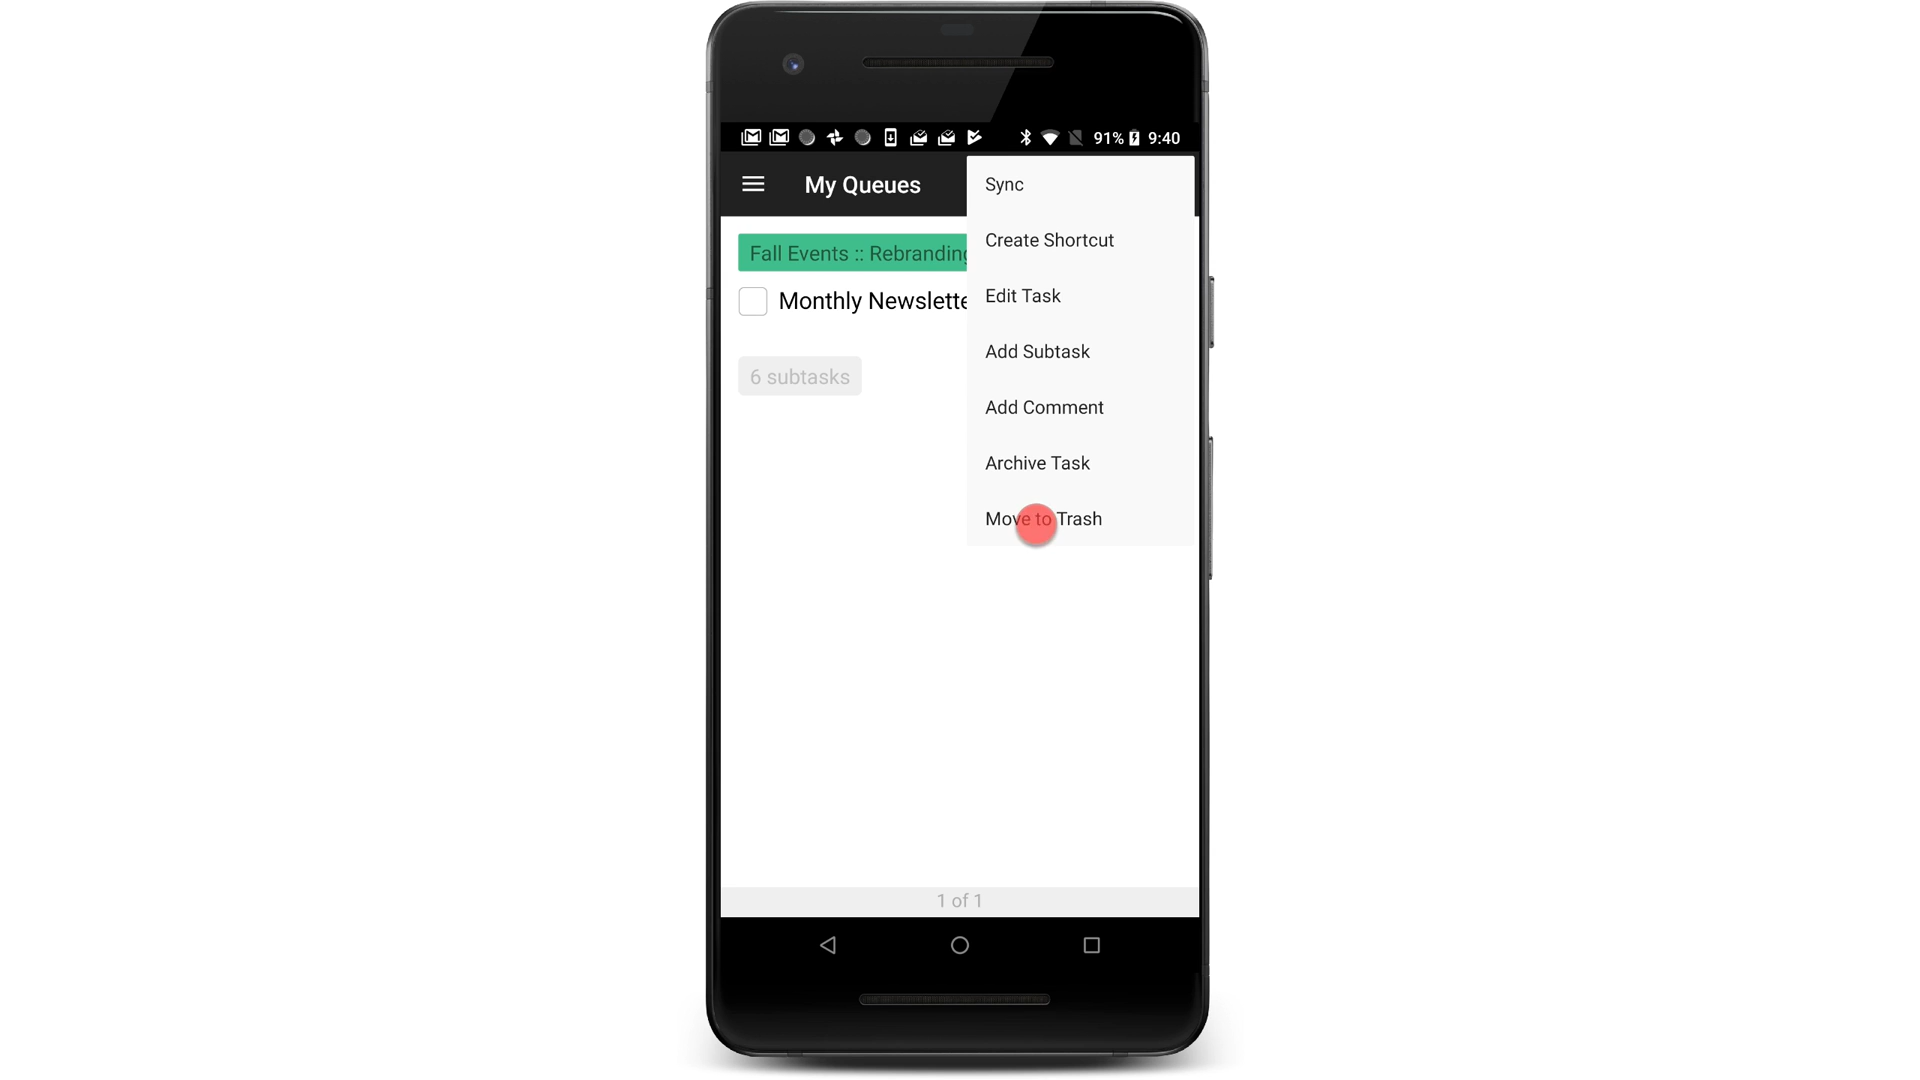 91% 9:40
My Queues
Sync
Create Shortcut
Fall Events :: Rebranding
Edit Task
Monthly Newslette
Add Subtask
6 subtasks
Add Comment
Archive Task
Move to Trash
1 of 1